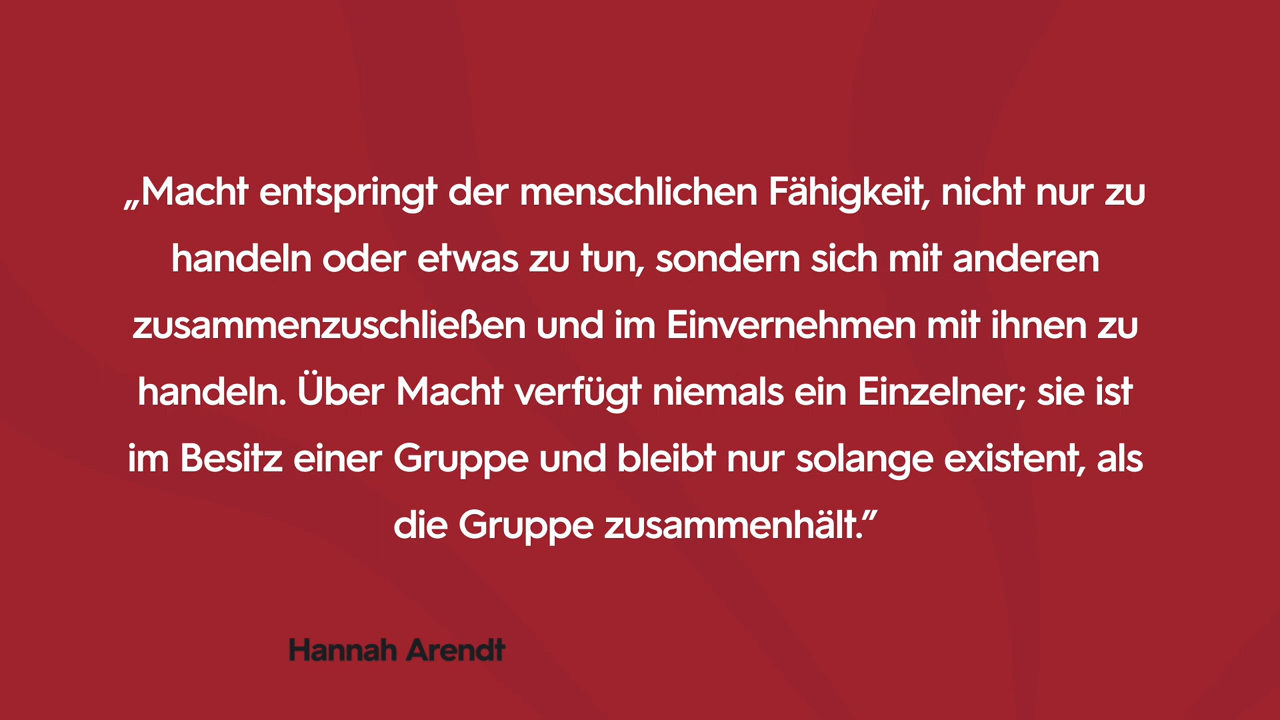 „Macht entspringt der menschlichen Fähigkeit, nicht nur zu
handeln oder etwas zu tun, sondern sich mit anderen
zusammenzuschließen und im Einvernehmen mit ihnen zu
handeln. Über Macht verfügt niemals ein Einzelner; sie ist
im Besitz einer Gruppe und bleibt nur solange existent, als
die Gruppe zusammenhält.”
Hannah Arendt